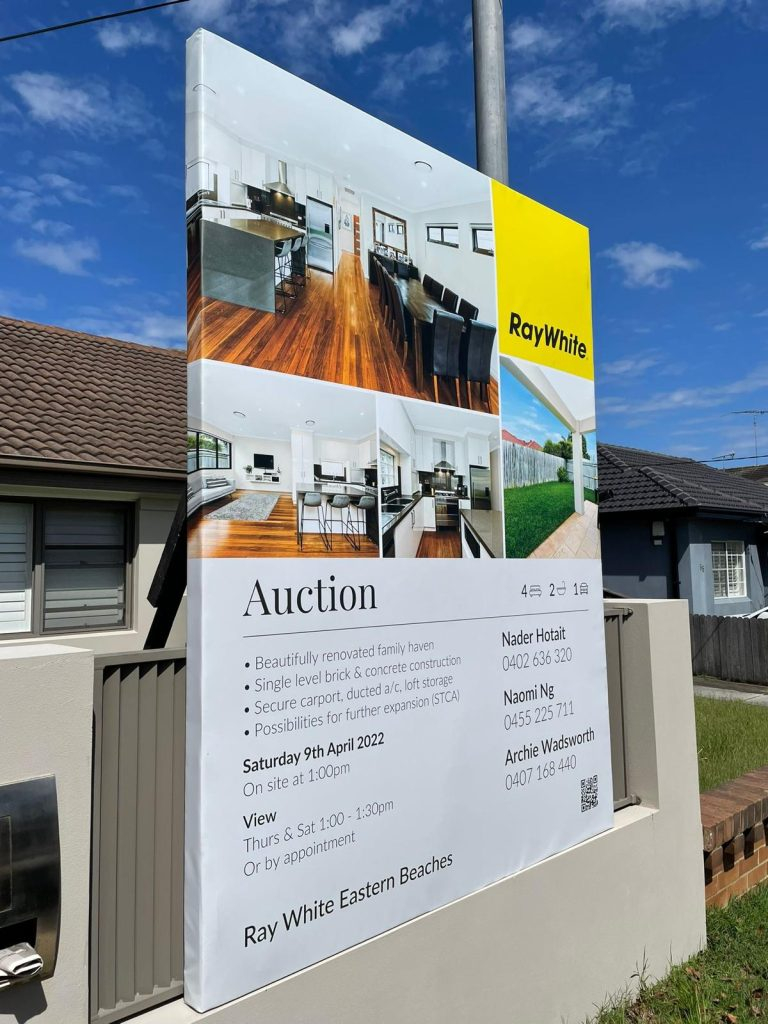 RayWhite
Auction
4 2 1
• Beautifully renovated family haven
• Single level brick & concrete construction
• Secure carport, ducted a/c, loft storage
• Possibilities for further expansion (STCA)
Saturday 9th April 2022
On site at 1:00pm
View
Thurs & Sat 1:00 - 1:30pm
Or by appointment
Nader Hotait
0402 636 320
Naomi Ng
0455 225 711
Archie Wadsworth
0407 168 440
Ray White Eastern Beaches